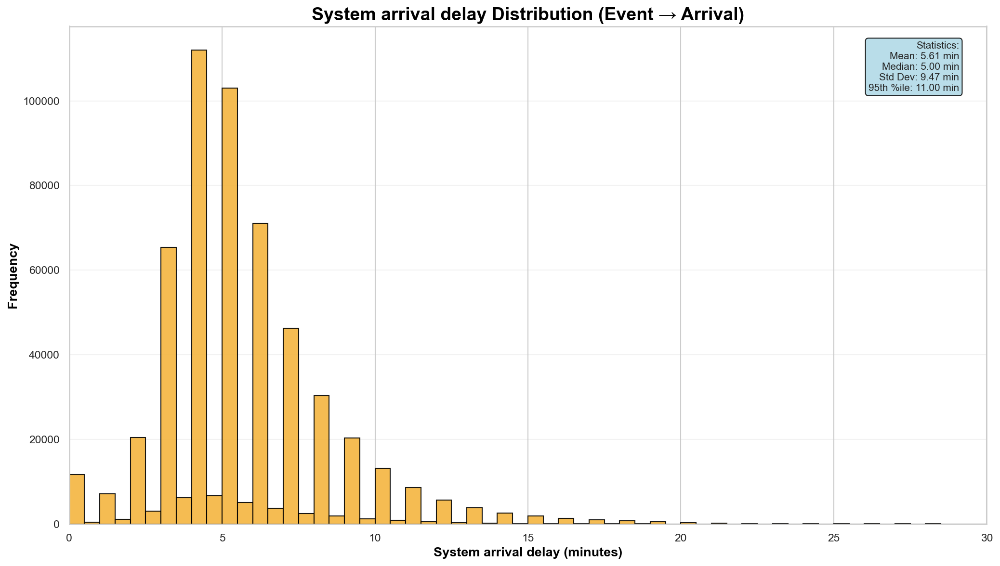 System arrival delay Distribution (Event → Arrival)
Statistics:
Mean: 5.61 min
Median: 5.00 min
Std Dev: 9.47 min
95th %ile: 11.00 min
Frequency
100000
80000
60000
40000
20000
0
0 5 10 15 20 25 30
System arrival delay (minutes)